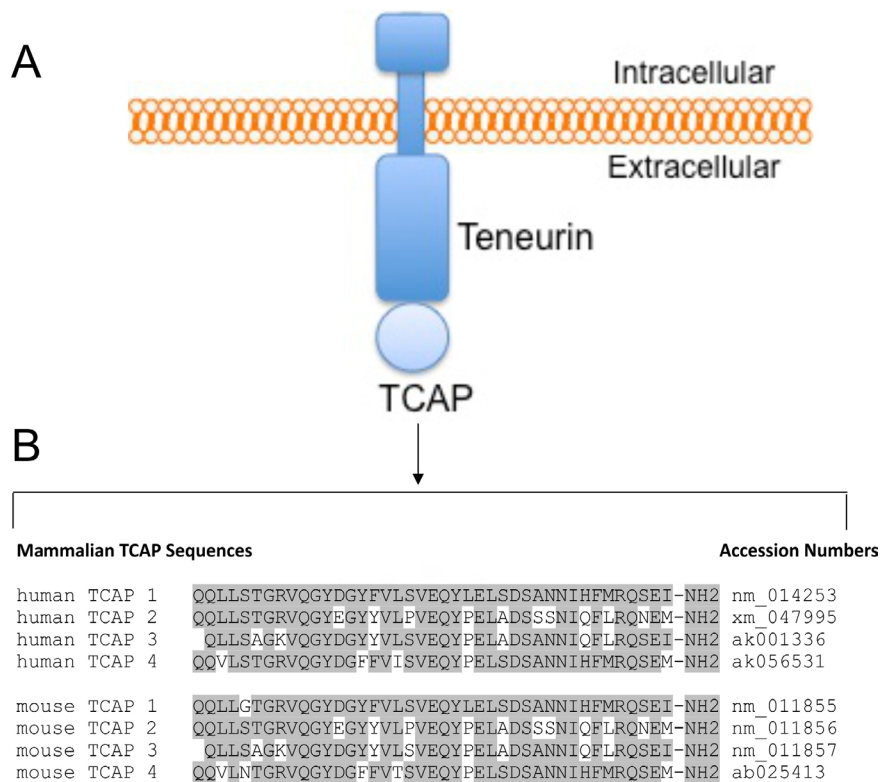 A
Intracellular
Extracellular
Teneurin
TCAP
B
Mammalian TCAP Sequences Accession Numbers
human TCAP 1 QQLLSTGRVQGYDGYFVLSVEQYLELSDSANNIHFMRQSEI-NH2 nm_014253
human TCAP 2 QQLLSTGRVQGYEGYYVLPVEQYPELADSSSNIQFLRQNEM-NH2 xm_047995
human TCAP 3 QLLSAGKVQGYDGYYVLSVEQYPELADSANNIQFLRQSEI-NH2 ak001336
human TCAP 4 QQVLSTGRVQGYDGFFVISVEQYPELSDSANNIHFMRQSEM-NH2 ak056531
mouse TCAP 1 QQLLGTGRVQGYDGYFVLSVEQYLELSDSANNIHFMRQSEI-NH2 nm_011855
mouse TCAP 2 QQLLSTGRVQGYEGYYVLPVEQYPELADSSSNIQFLRQNEM-NH2 nm_011856
mouse TCAP 3 QLLSAGKVQGYDGYYVLSVEQYPELADSANNIQFLRQSEI-NH2 nm_011857
mouse TCAP 4 QQVLNTGRVQGYDGFFVTSVEQYPELSDSANNIHFMRQSEM-NH2 ab025413